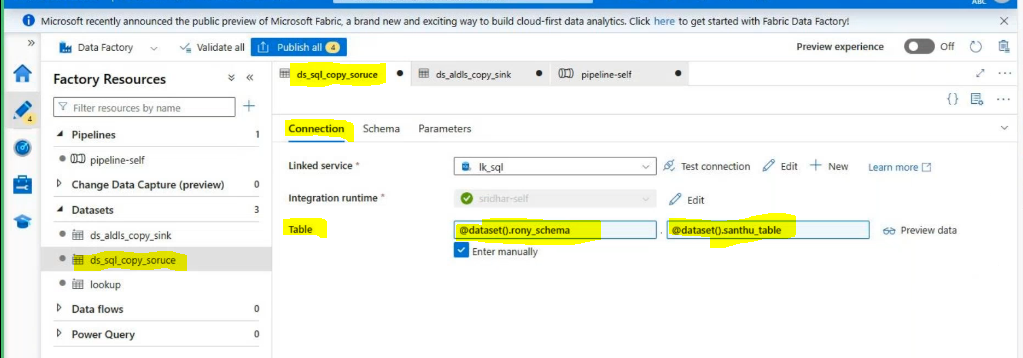 ABC
Microsoft recently announced the public preview of Microsoft Fabric, a brand new and exciting way to build cloud-first data analytics. Click here to get started with Fabric Data Factory!
Data Factory Validate all Publish all 4 Preview experience Off
Factory Resources
Filter resources by name
4
Pipelines 1
pipeline-self
Change Data Capture (preview) 0
Datasets 3
ds_aldls_copy_sink
ds_sql_copy_soruce
lookup
Data flows 0
Power Query 0
ds_sql_copy_soruce ds_aldls_copy_sink pipeline-self
Connection Schema Parameters
Linked service * lk_sql Test connection Edit New Learn more
Integration runtime * sridhar-self Edit
Table @dataset().rony_schema . @dataset().santhu_table Preview data
Enter manually